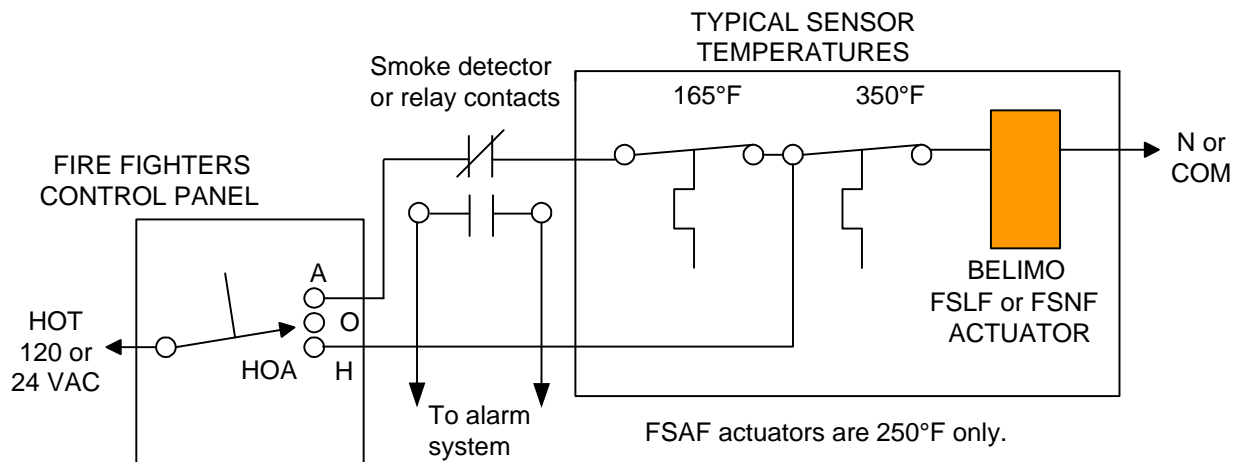 TYPICAL SENSOR
TEMPERATURES
Smoke detector
or relay contacts
165°F
350°F
FIRE FIGHTERS
CONTROL PANEL
N or
COM
A
O
H
HOA
HOT
120 or
24 VAC
BELIMO
FSLF or FSNF
ACTUATOR
To alarm
system
FSAF actuators are 250°F only.